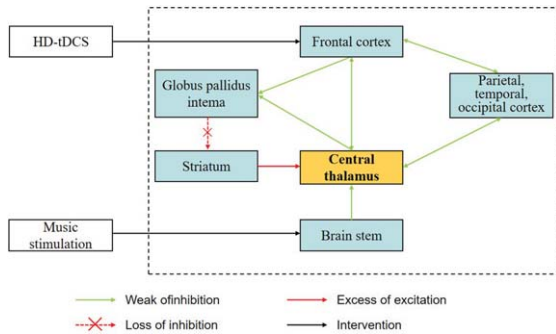 HD-tDCS
Frontal cortex
Globus pallidus
intema
Parietal,
temporal,
occipital cortex
Striatum
Central
thalamus
Music
stimulation
Brain stem
Weak ofinhibition
Excess of excitation
Loss of inhibition
Intervention